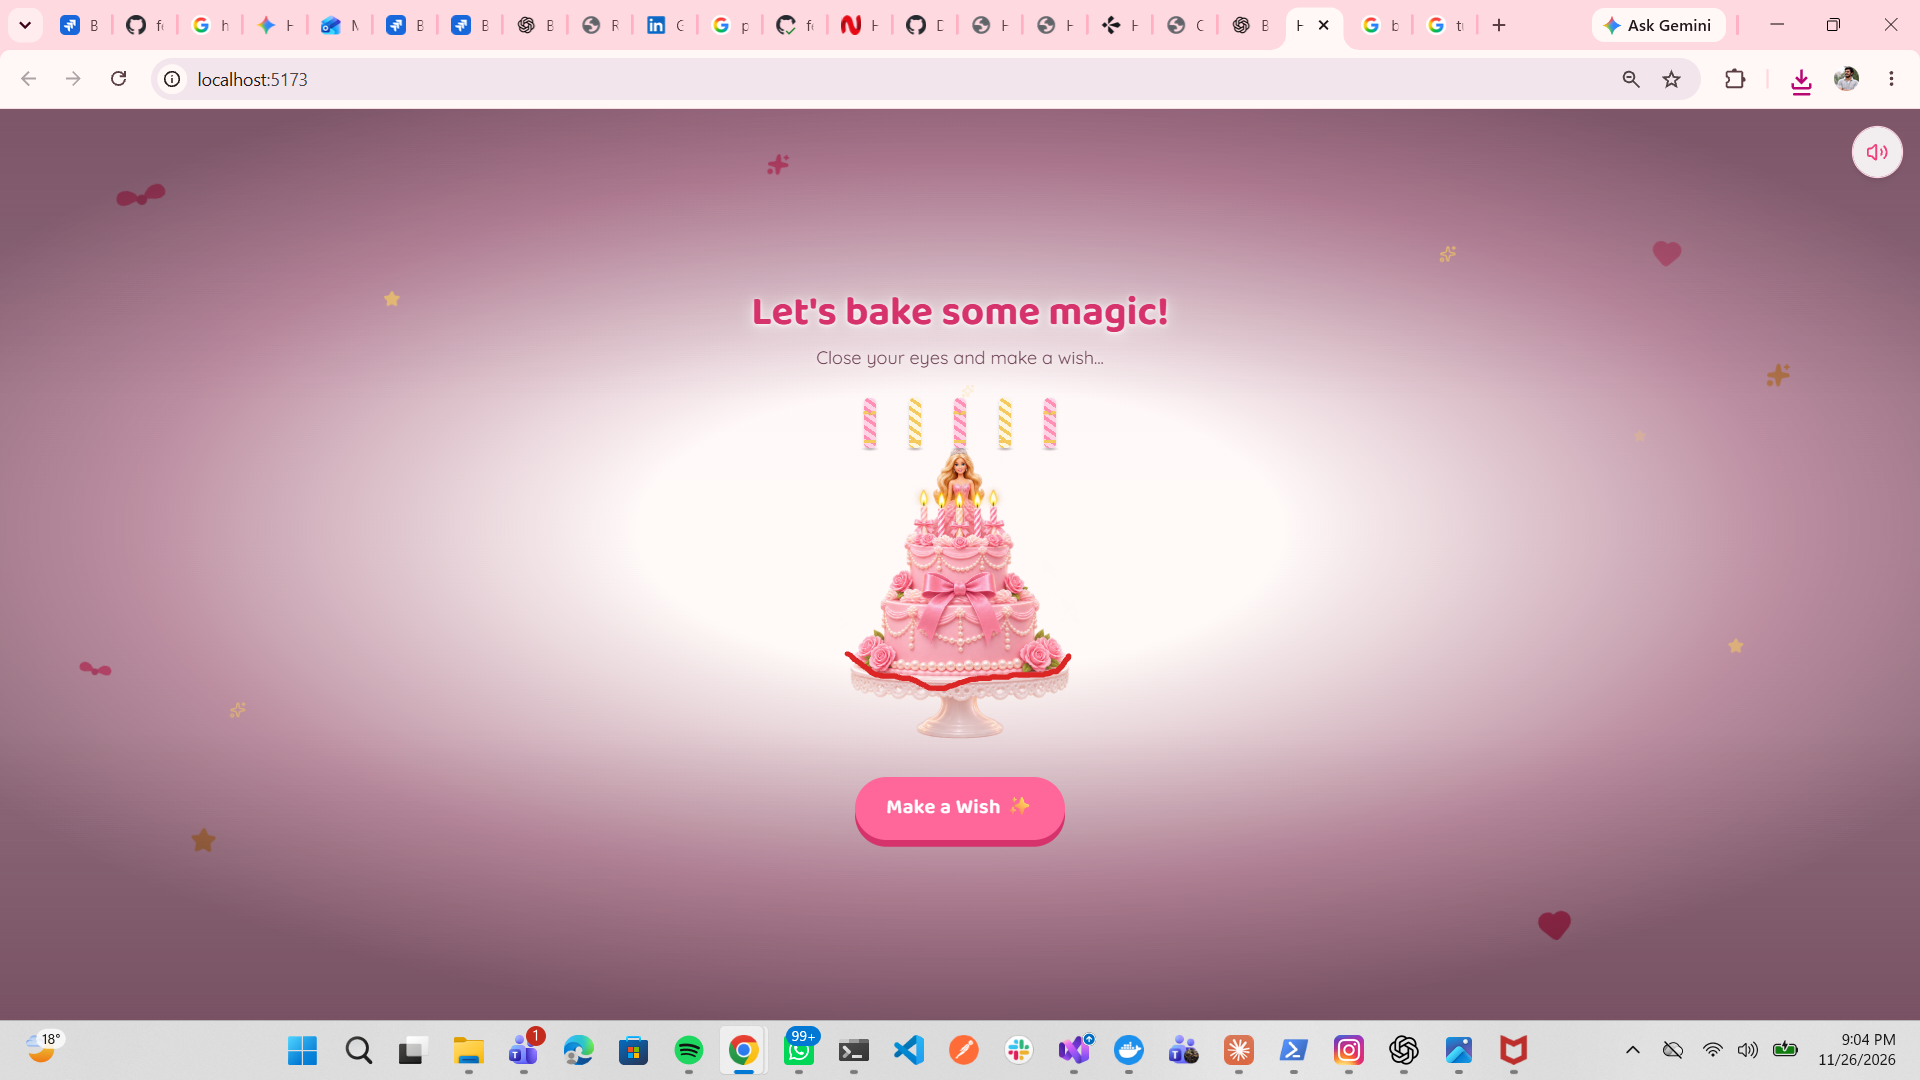 B
f
h
H
M
B
B
B
R
G
p
f
H
D
H
H
H
C
B
H
b
t
Ask Gemini
localhost:5173
Let's bake some magic!
Close your eyes and make a wish...
Make a Wish ✨
18°
1
99+
9:04 PM
11/26/2026